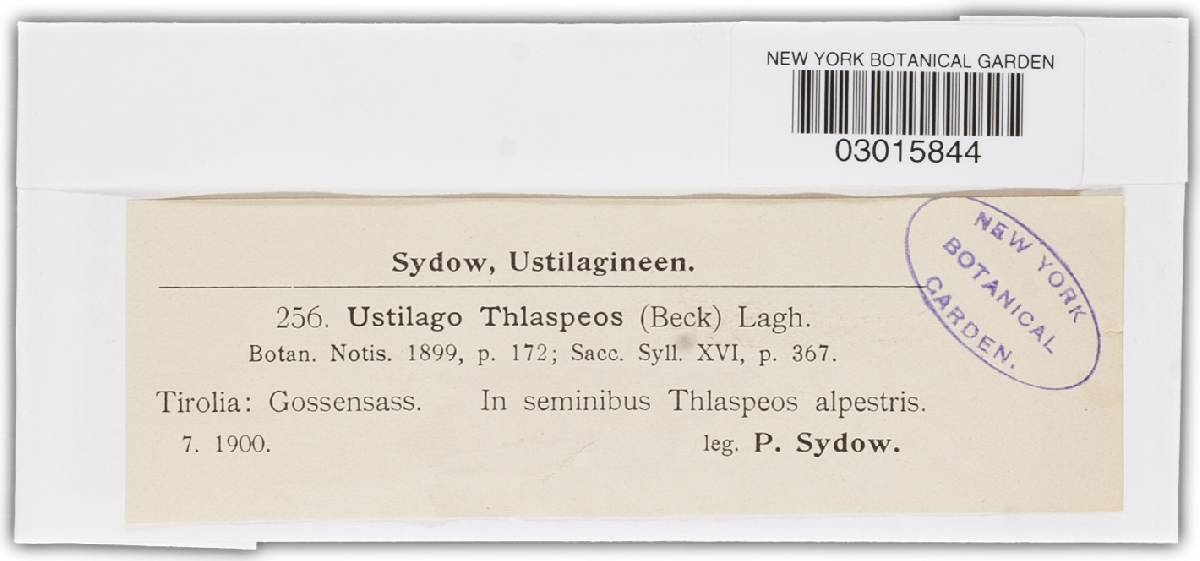 NEW YORK BOTANICAL GARDEN
03015844
Sydow, Ustilagineen.
256. Ustilago Thlaspeos (Beck) Lagh.
Botan. Notis. 1899, p. 172; Sacc. Syll. XVI, p. 367.
Tirolia: Gossensass. In seminibus Thlaspeos alpestris.
7. 1900. leg. P. Sydow.
NEW YORK
BOTANICAL
GARDEN.